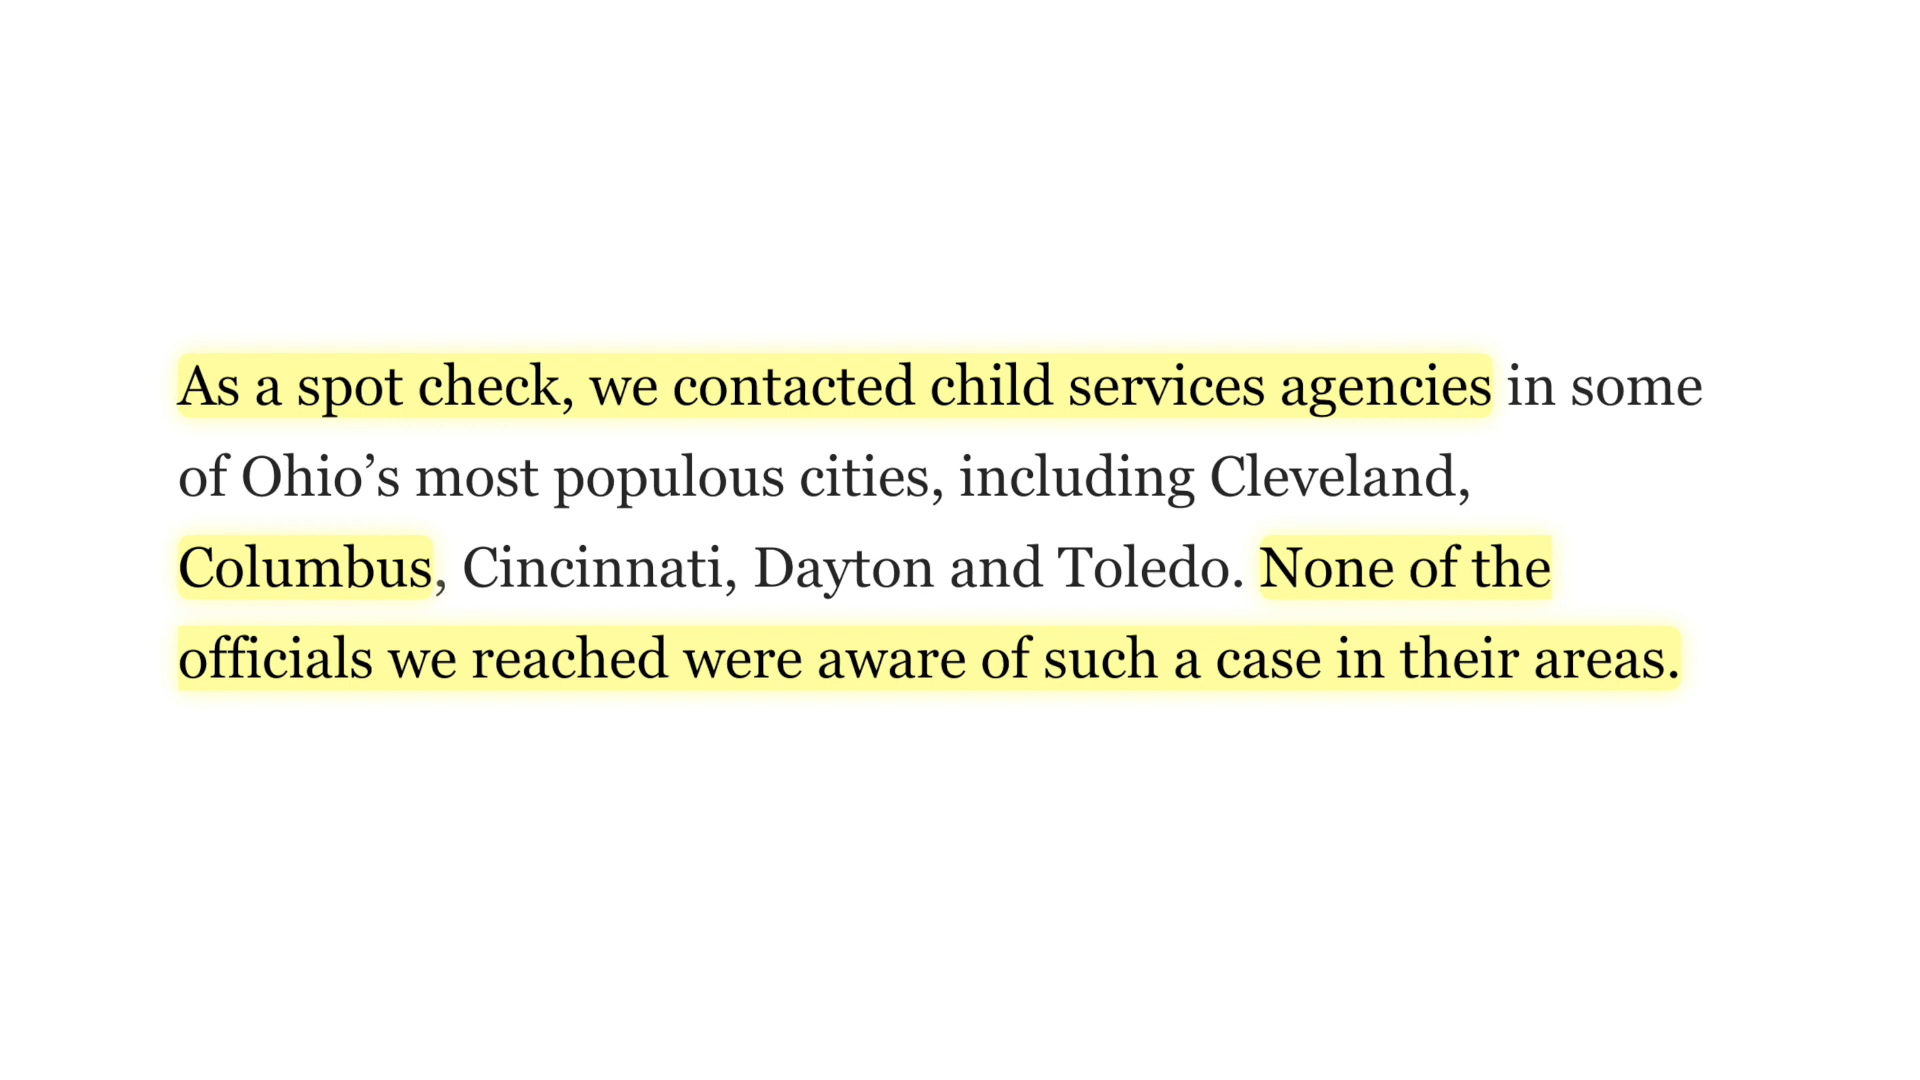 As a spot check, we contacted child services agencies in some
of Ohio’s most populous cities, including Cleveland,
Columbus, Cincinnati, Dayton and Toledo. None of the
officials we reached were aware of such a case in their areas.